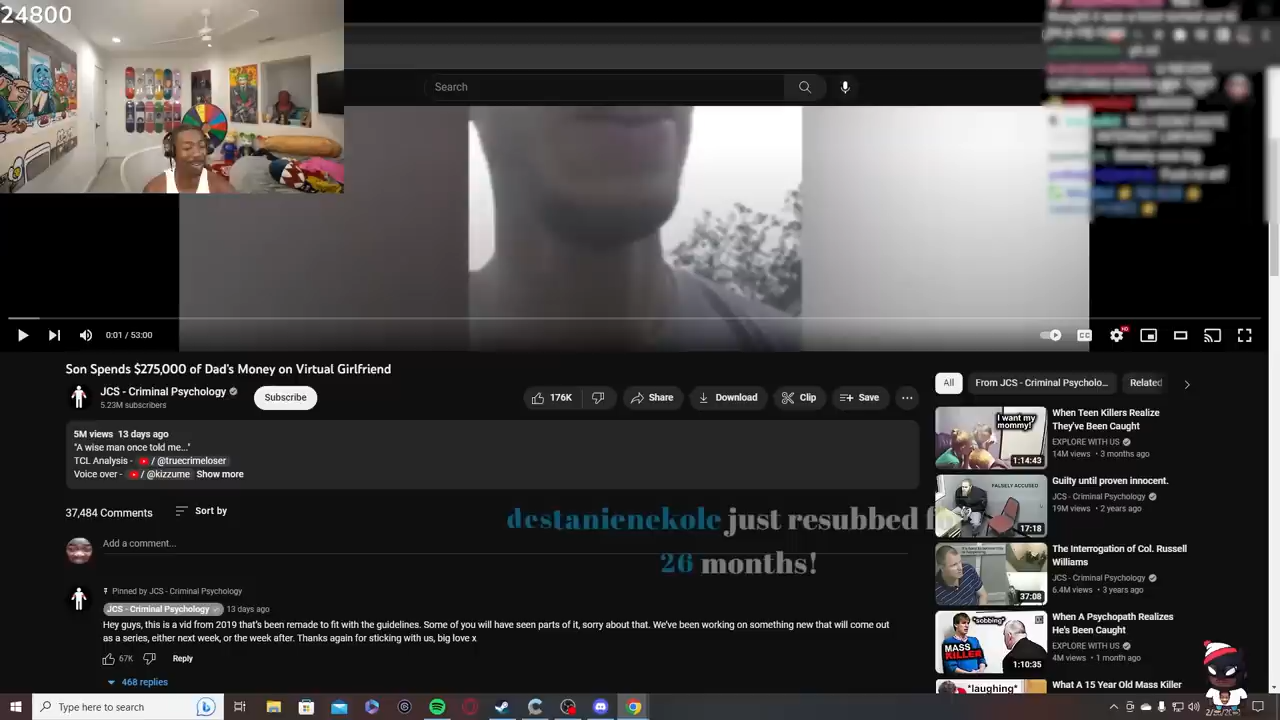 24800
Search
0:01 / 53:00
CC
HD
Son Spends $275,000 of Dad's Money on Virtual Girlfriend
JCS - Criminal Psychology
5.23M subscribers
Subscribe
176K
Share
Download
Clip
Save
5M views 13 days ago
"A wise man once told me..."
TCL Analysis - / @truecrimeloser
Voice over - / @kizzume Show more
37,484 Comments
Sort by
Add a comment...
destanienekole just resubbed
26 months!
Pinned by JCS - Criminal Psychology
JCS - Criminal Psychology 13 days ago
Hey guys, this is a vid from 2019 that's been remade to fit with the guidelines. Some of you will have seen parts of it, sorry about that. We've been working on something new that will come out
as a series, either next week, or the week after. Thanks again for sticking with us, big love x
67K
Reply
468 replies
All
From JCS - Criminal Psycholo...
Related
I want my
mommy!
1:14:43
When Teen Killers Realize
They've Been Caught
EXPLORE WITH US
14M views • 3 months ago
FALSELY ACCUSED
17:18
Guilty until proven innocent.
JCS - Criminal Psychology
19M views • 2 years ago
37:08
The Interrogation of Col. Russell
Williams
JCS - Criminal Psychology
6.4M views • 3 years ago
*sobbing*
MASS
KILLER
1:10:35
When A Psychopath Realizes
He's Been Caught
EXPLORE WITH US
4M views • 1 month ago
*laughing*
What A 15 Year Old Mass Killer
Type here to search